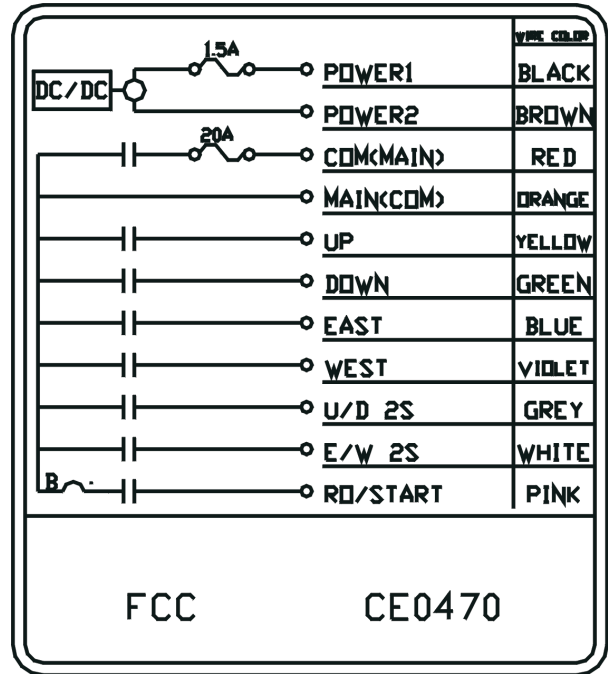 WIRE COLOR
1.5A
DC/DC POWER1 BLACK
POWER2 BROWN
20A
COM(MAIN) RED
MAIN(COM) ORANGE
UP YELLOW
DOWN GREEN
EAST BLUE
WEST VIOLET
U/D 2S GREY
E/W 2S WHITE
B RO/START PINK
FCC CE0470